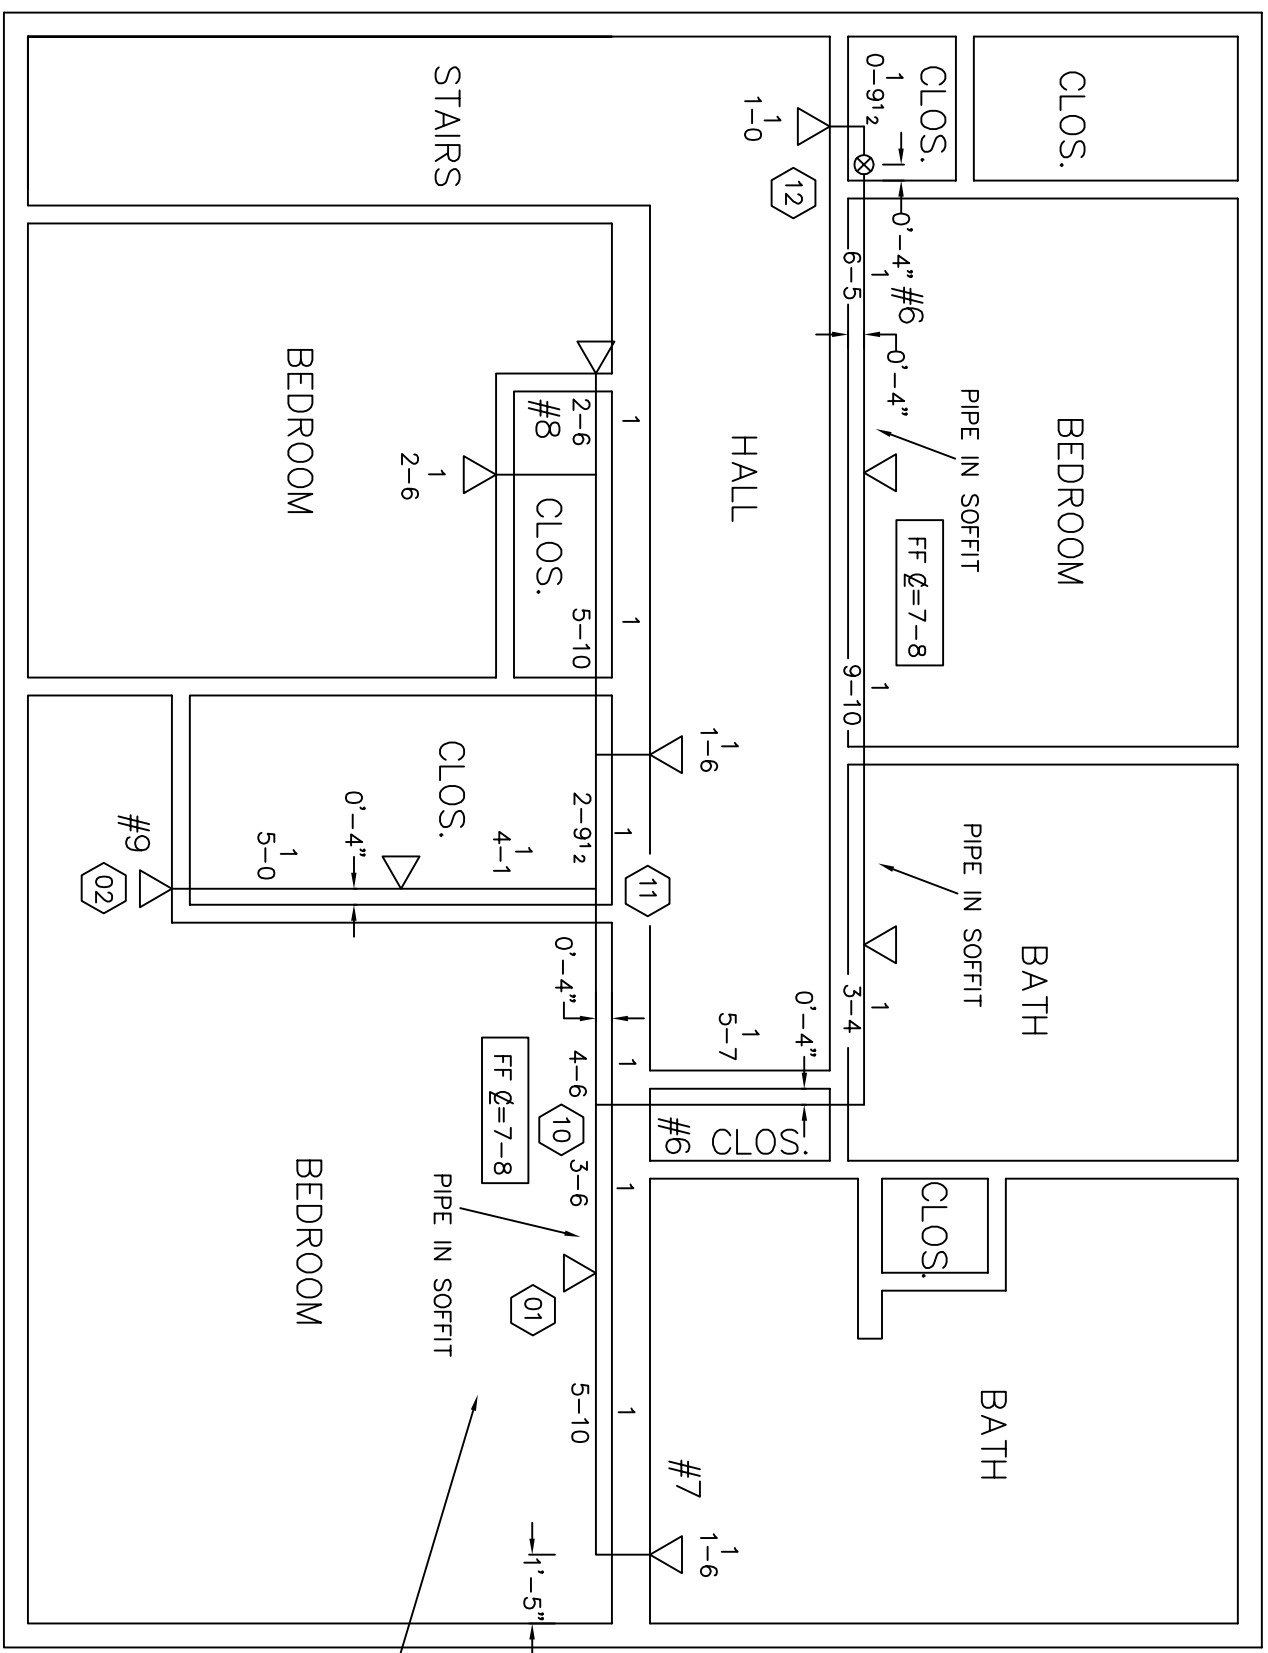 CLOS.
CLOS.
1
0-9 1 2
0'-4"
1
1-0
12
STAIRS
#6
1
6-5
0'-4"
PIPE IN SOFFIT
BEDROOM
FF ℄=7-8
1
9-10
HALL
BEDROOM
1
2-6
#8
1
2-6
CLOS.
1
5-10
1
1-6
PIPE IN SOFFIT
BATH
1
3-4
0'-4"
1
5-7
CLOS.
#6
1
2-9 1 2
11
CLOS.
1
4-1
0'-4"
1
5-0
#9
02
0'-4"
1
4-6
10
FF ℄=7-8
1
3-6
PIPE IN SOFFIT
01
BEDROOM
1
5-10
CLOS.
BATH
#7
1
1-6
1'-5"